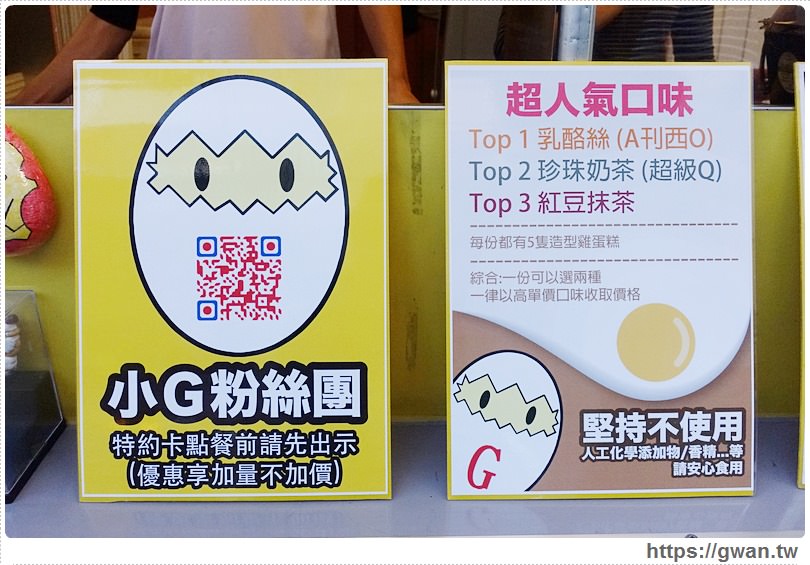 小G粉絲團
特約卡點餐前請先出示
(優惠享加量不加價)
超人氣口味
Top 1 乳酪絲 (A刊西O)
Top 2 珍珠奶茶 (超級Q)
Top 3 紅豆抹茶
每份都有5隻造型雞蛋糕
綜合:一份可以選兩種
一律以高單價口味收取價格
G
堅持不使用
人工化學添加物/香精...等
請安心食用
https://gwan.tw